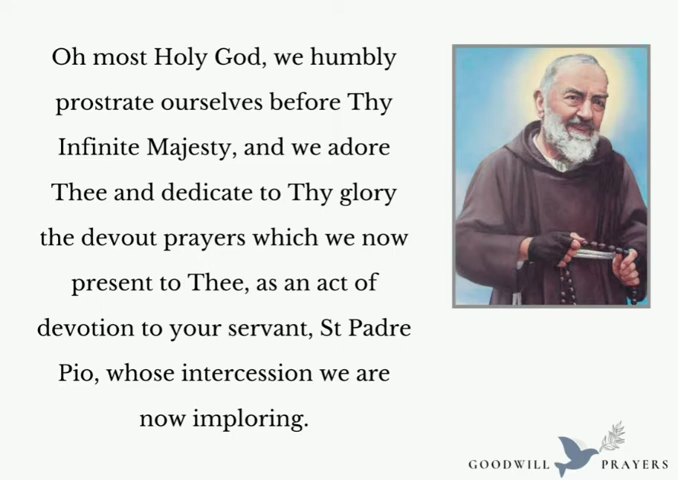 Oh most Holy God, we humbly
prostrate ourselves before Thy
Infinite Majesty, and we adore
Thee and dedicate to Thy glory
the devout prayers which we now
present to Thee, as an act of
devotion to your servant, St Padre
Pio, whose intercession we are
now imploring.
GOODWILL PRAYERS